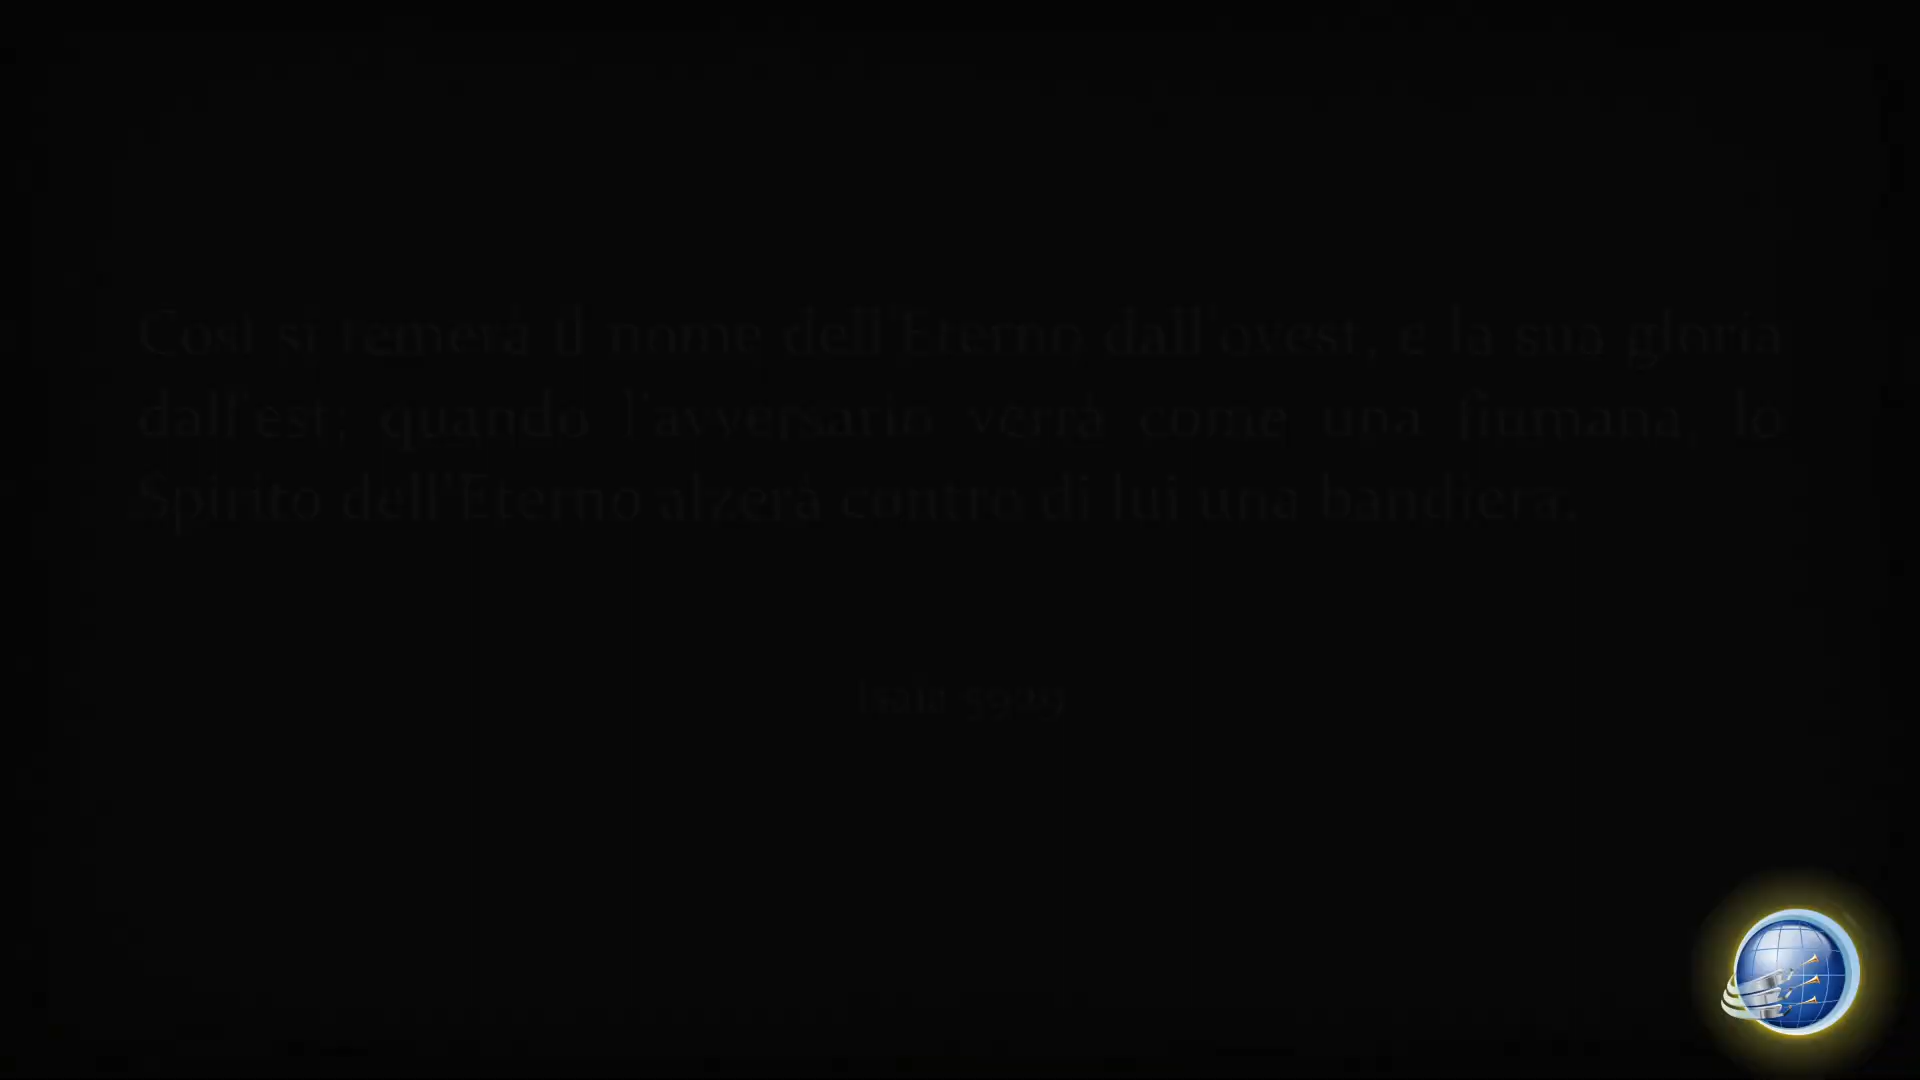 Così si temerà il nome dell'Eterno dall'ovest, e la sua gloria
dall'est; quando l'avversario verrà come una fiumana, lo
Spirito dell'Eterno alzerà contro di lui una bandiera.
Isaia 59:19